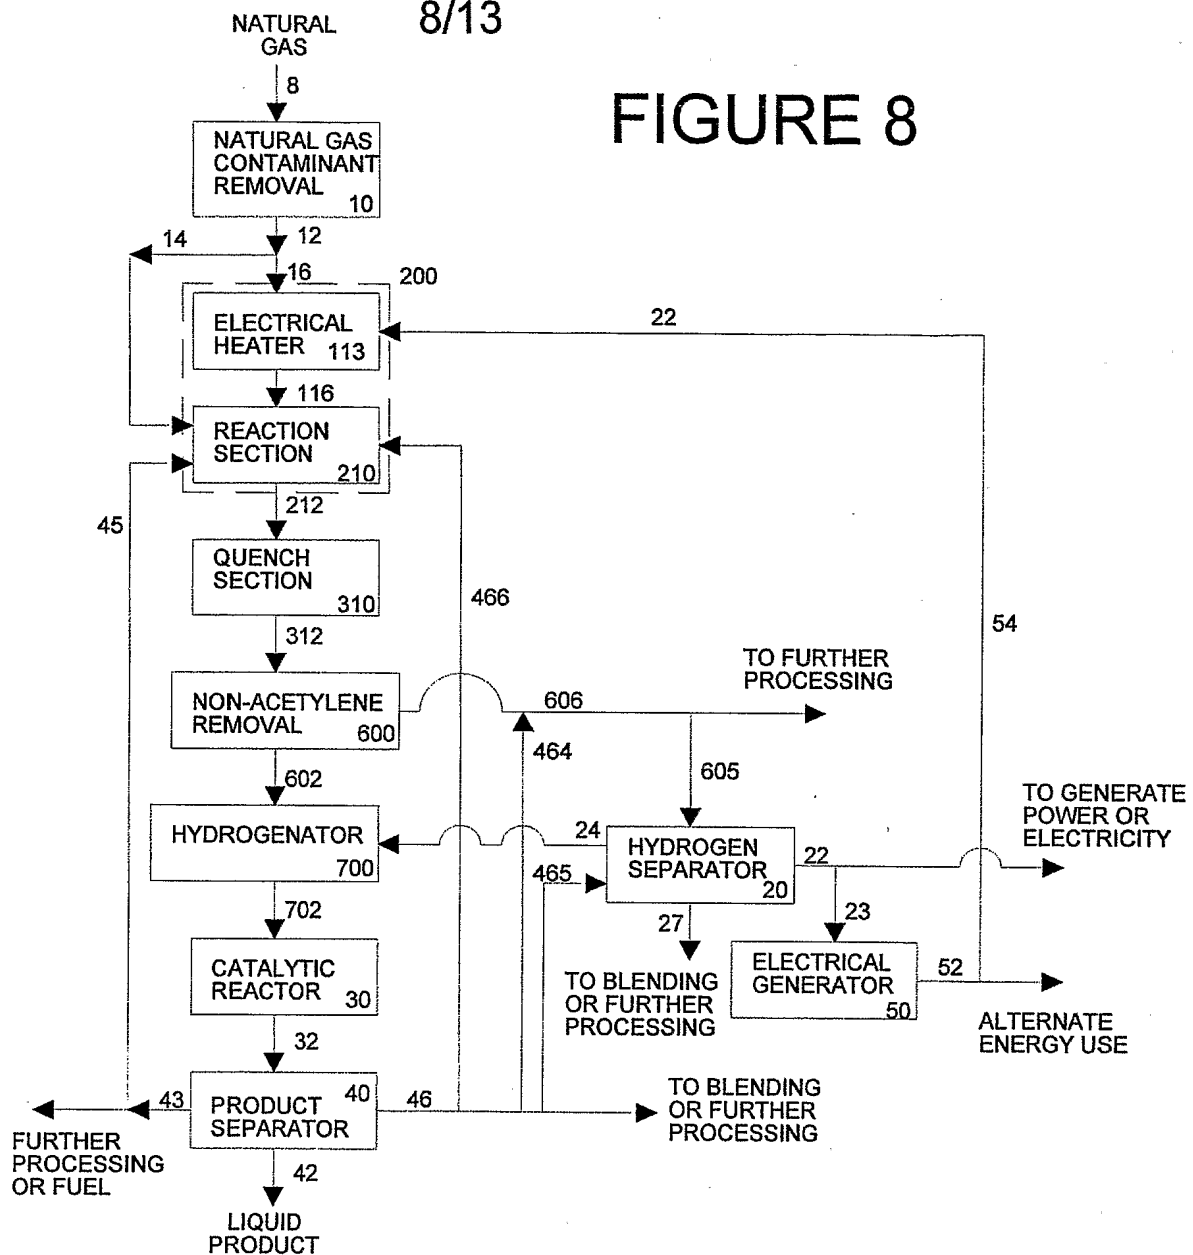 8/13
FIGURE 8
NATURAL
GAS
8
NATURAL GAS
CONTAMINANT
REMOVAL
10
14
12
16
200
ELECTRICAL
HEATER
113
22
116
REACTION
SECTION
210
212
45
QUENCH
SECTION
310
466
312
54
TO FURTHER
PROCESSING
NON-ACETYLENE
REMOVAL
600
606
464
602
605
TO GENERATE
POWER OR
ELECTRICITY
HYDROGENATOR
700
24
HYDROGEN
SEPARATOR
20
22
465
702
27
23
CATALYTIC
REACTOR
30
TO BLENDING
OR FURTHER
PROCESSING
ELECTRICAL
GENERATOR
50
52
ALTERNATE
ENERGY USE
32
43
PRODUCT
SEPARATOR
40
46
TO BLENDING
OR FURTHER
PROCESSING
FURTHER
PROCESSING
OR FUEL
42
LIQUID
PRODUCT